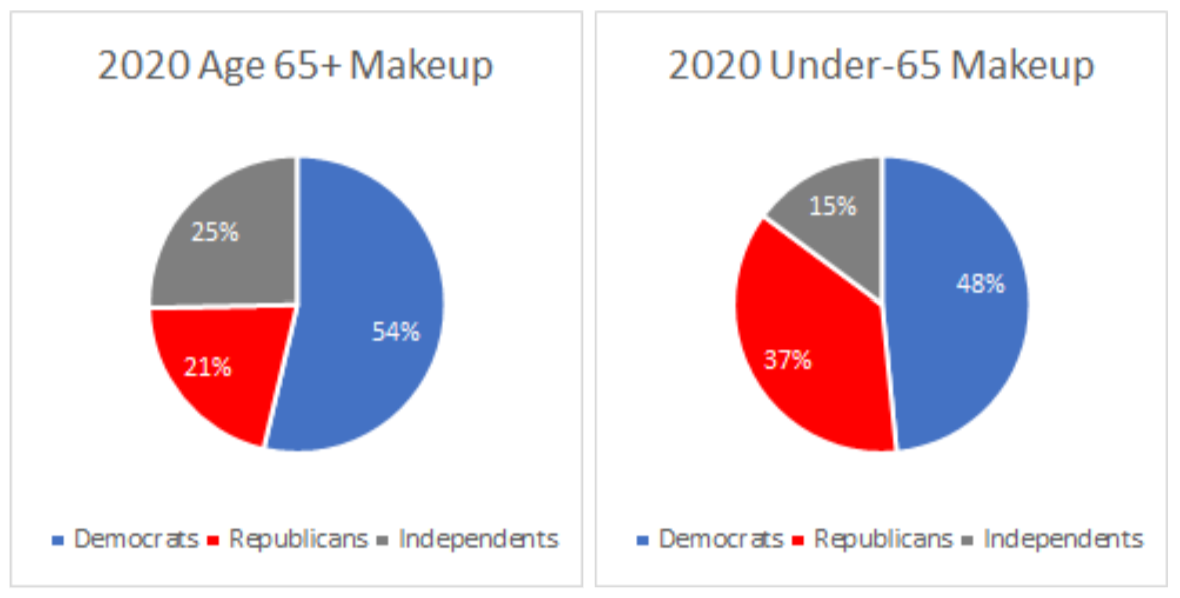 2020 Age 65+ Makeup
25%
54%
21%
Democrats Republicans Independents
2020 Under-65 Makeup
15%
48%
37%
Democrats Republicans Independents